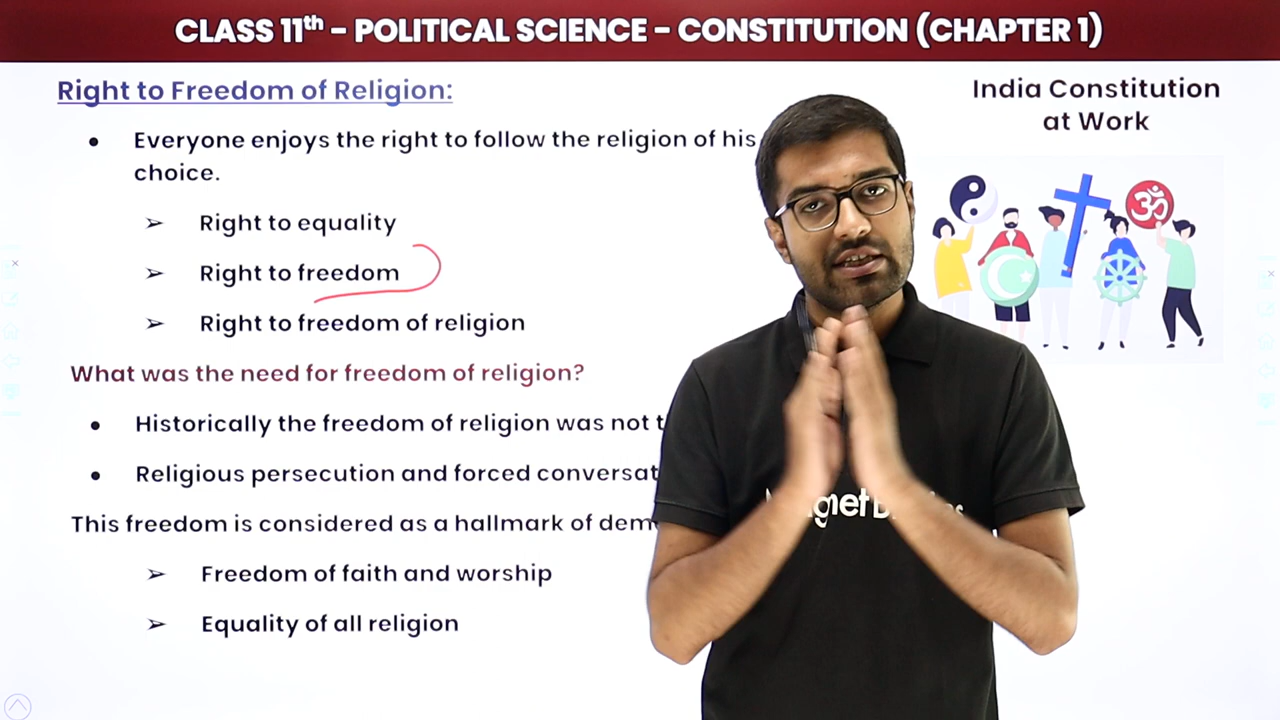 CLASS 11th - POLITICAL SCIENCE - CONSTITUTION (CHAPTER 1)
Right to Freedom of Religion:
India Constitution
at Work
• Everyone enjoys the right to follow the religion of his
choice.
➢ Right to equality
➢ Right to freedom
➢ Right to freedom of religion
What was the need for freedom of religion?
• Historically the freedom of religion was not
• Religious persecution and forced
This freedom is considered as a hallmark of
➢ Freedom of faith and worship
➢ Equality of all religion
ॐ